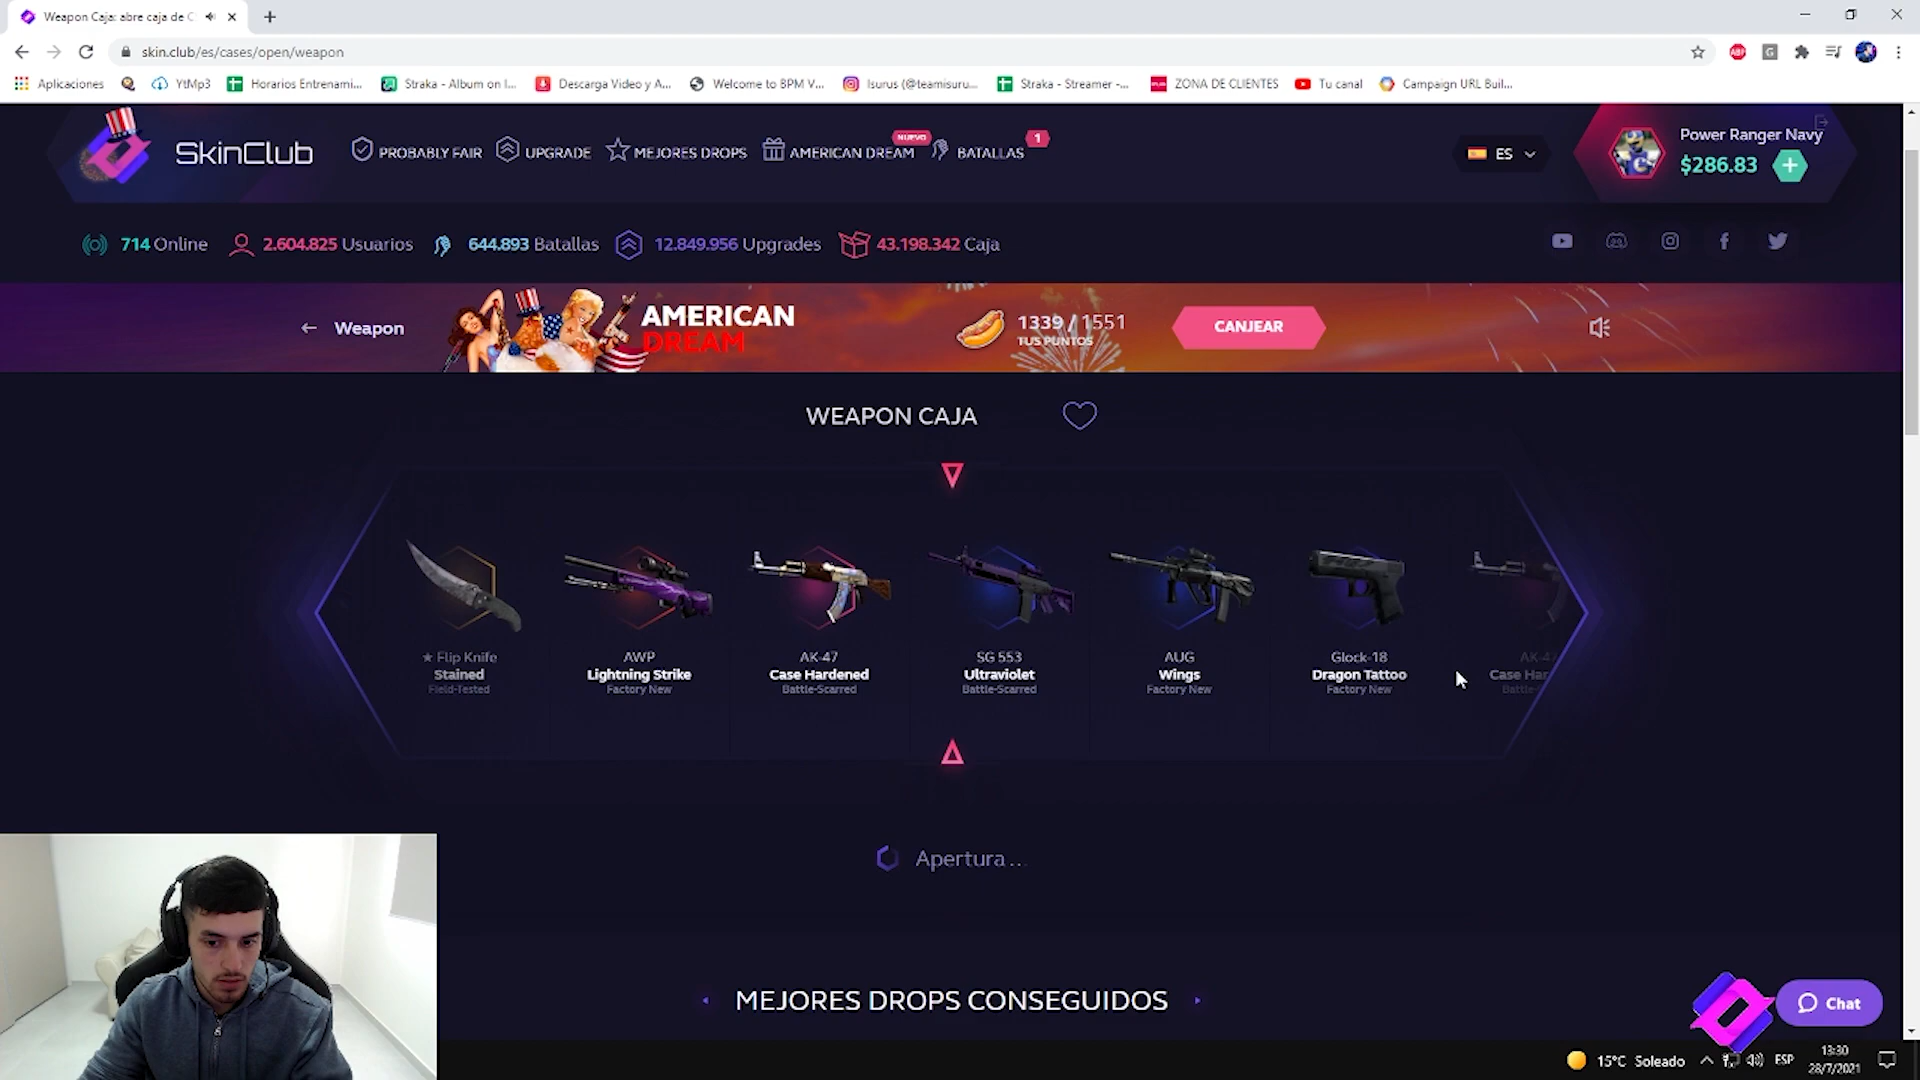 Weapon Caja: abre caja de C
skin.club/es/cases/open/weapon
ABP
Aplicaciones
YtMp3
Horarios Entrenami...
Straka - Album on I...
Descarga Video y A...
Welcome to BPM V...
Isurus (@teamisuru...
Straka - Streamer -...
ZONA DE CLIENTES
Tu canal
Campaign URL Buil...
SkinClub
PROBABLY FAIR
UPGRADE
MEJORES DROPS
NUEVO
AMERICAN DREAM
BATALLAS
1
ES
Power Ranger Navy
$286.83
714 Online
2.604.825 Usuarios
644.893 Batallas
12.849.956 Upgrades
43.198.342 Caja
← Weapon
AMERICAN
DREAM
1339 / 1551
TUS PUNTOS
CANJEAR
WEAPON CAJA
★ Flip Knife
Stained
Field-Tested
AWP
Lightning Strike
Factory New
AK-47
Case Hardened
Battle-Scarred
SG 553
Ultraviolet
Battle-Scarred
AUG
Wings
Factory New
Glock-18
Dragon Tattoo
Factory New
AK-47
Case Har
Battle-
Apertura...
MEJORES DROPS CONSEGUIDOS
Chat
15°C Soleado
ESP
13:30
28/7/2021